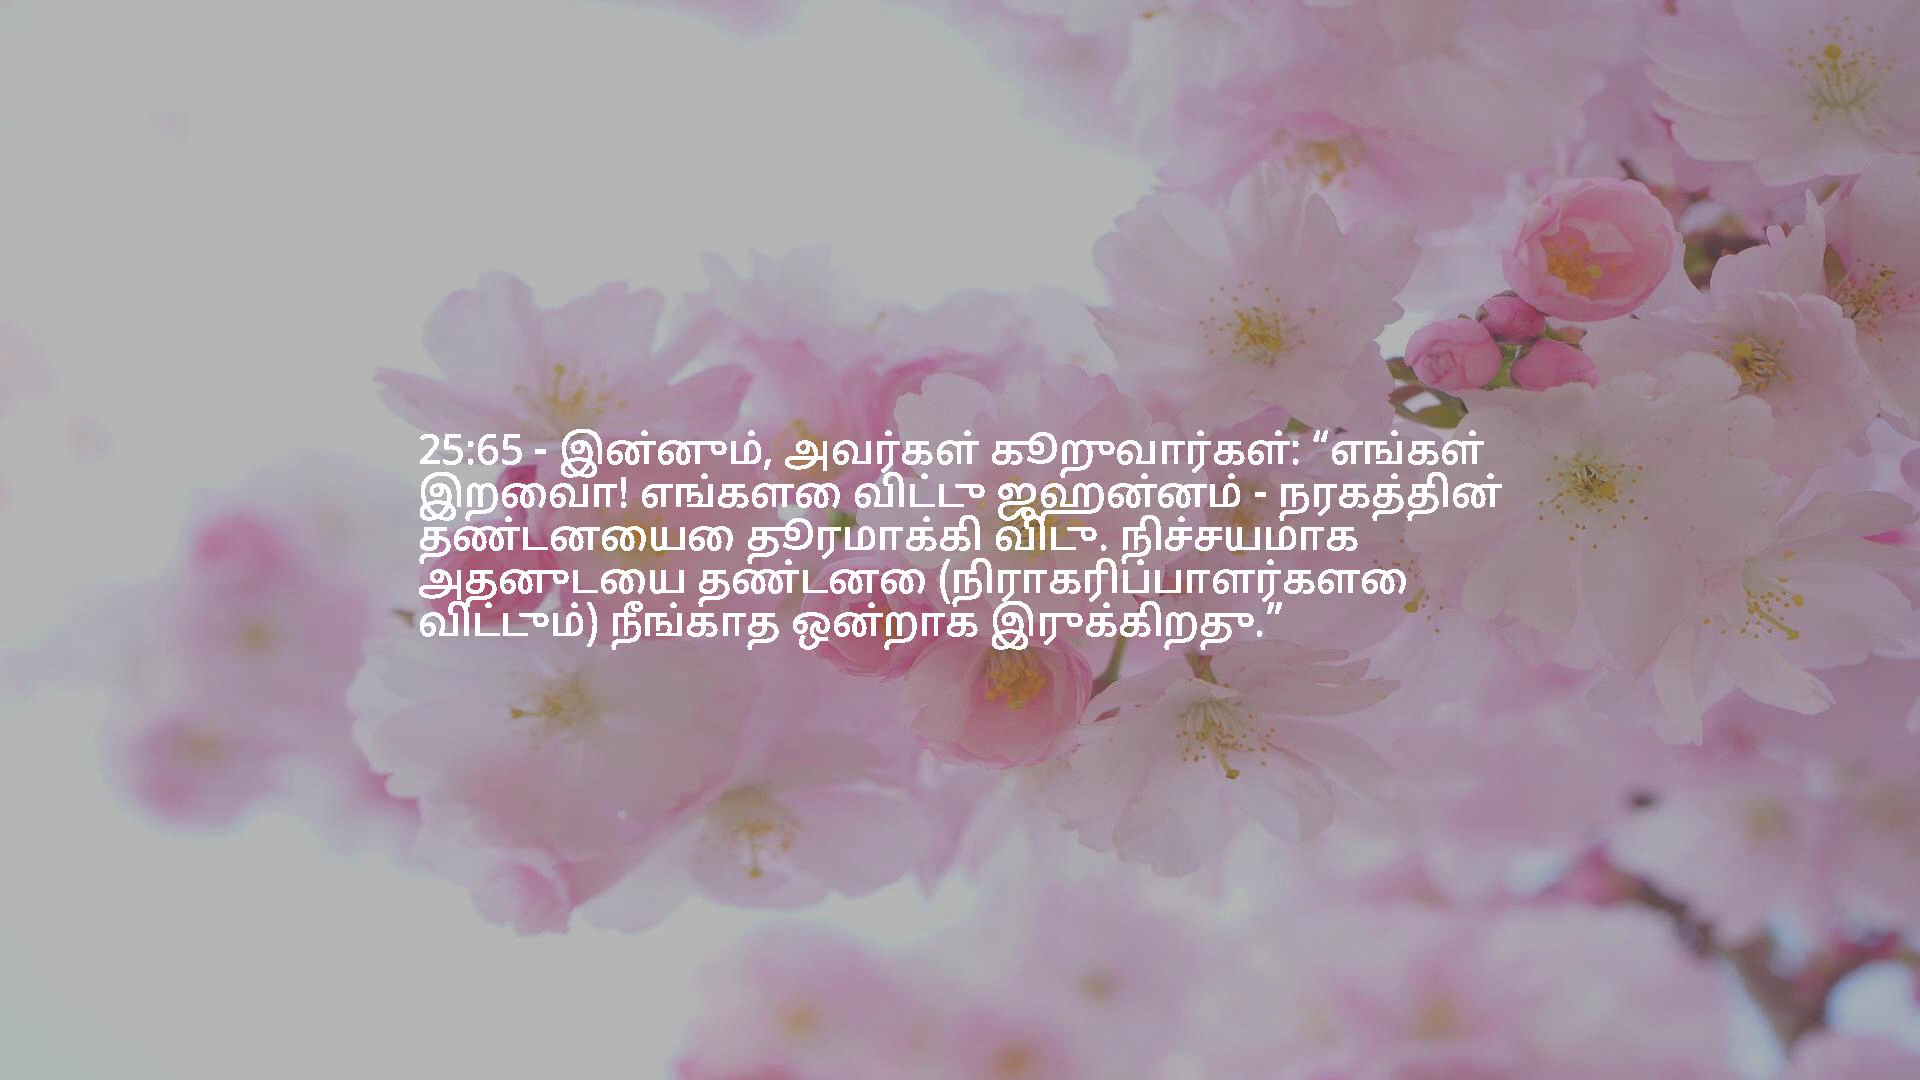 25:65 - இன்னும், அவர்கள் கூறுவார்கள்: “எங்கள்
இறைவா! எங்களை விட்டு ஜஹன்னம் - நரகத்தின்
தண்டனையை தூரமாக்கி விடு. நிச்சயமாக
அதனுடைய தண்டனை (நிராகரிப்பாளர்களை
விட்டும்) நீங்காத ஒன்றாக இருக்கிறது.”